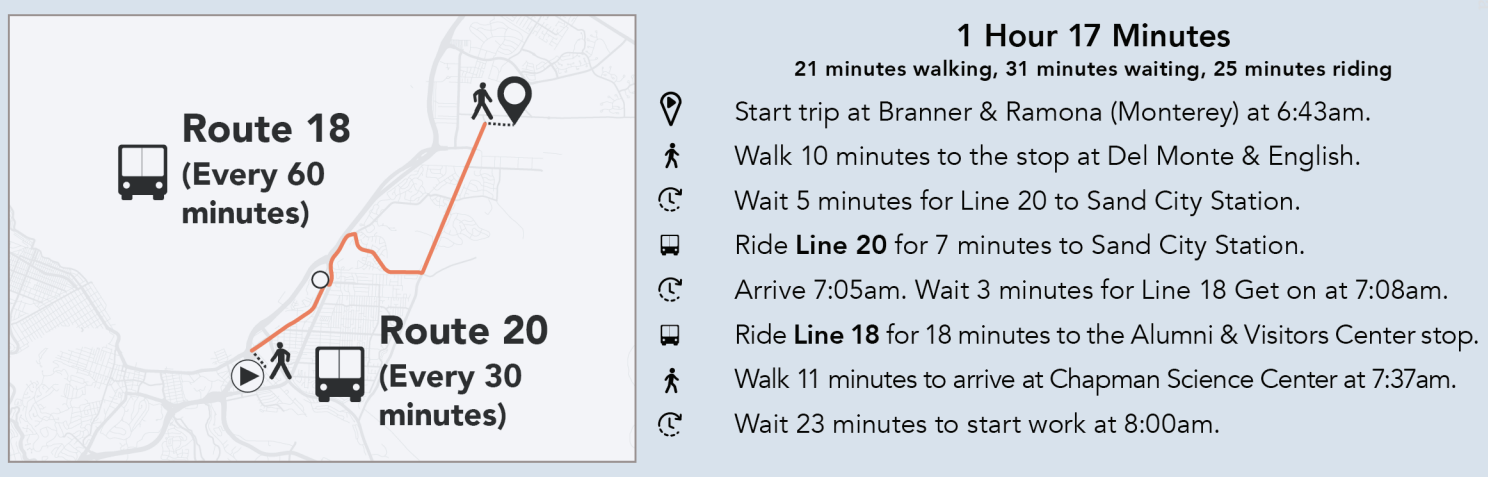 Route 18
(Every 60
minutes)
Route 20
(Every 30
minutes)
1 Hour 17 Minutes
21 minutes walking, 31 minutes waiting, 25 minutes riding
Start trip at Branner & Ramona (Monterey) at 6:43am.
Walk 10 minutes to the stop at Del Monte & English.
Wait 5 minutes for Line 20 to Sand City Station.
Ride Line 20 for 7 minutes to Sand City Station.
Arrive 7:05am. Wait 3 minutes for Line 18 Get on at 7:08am.
Ride Line 18 for 18 minutes to the Alumni & Visitors Center stop.
Walk 11 minutes to arrive at Chapman Science Center at 7:37am.
Wait 23 minutes to start work at 8:00am.